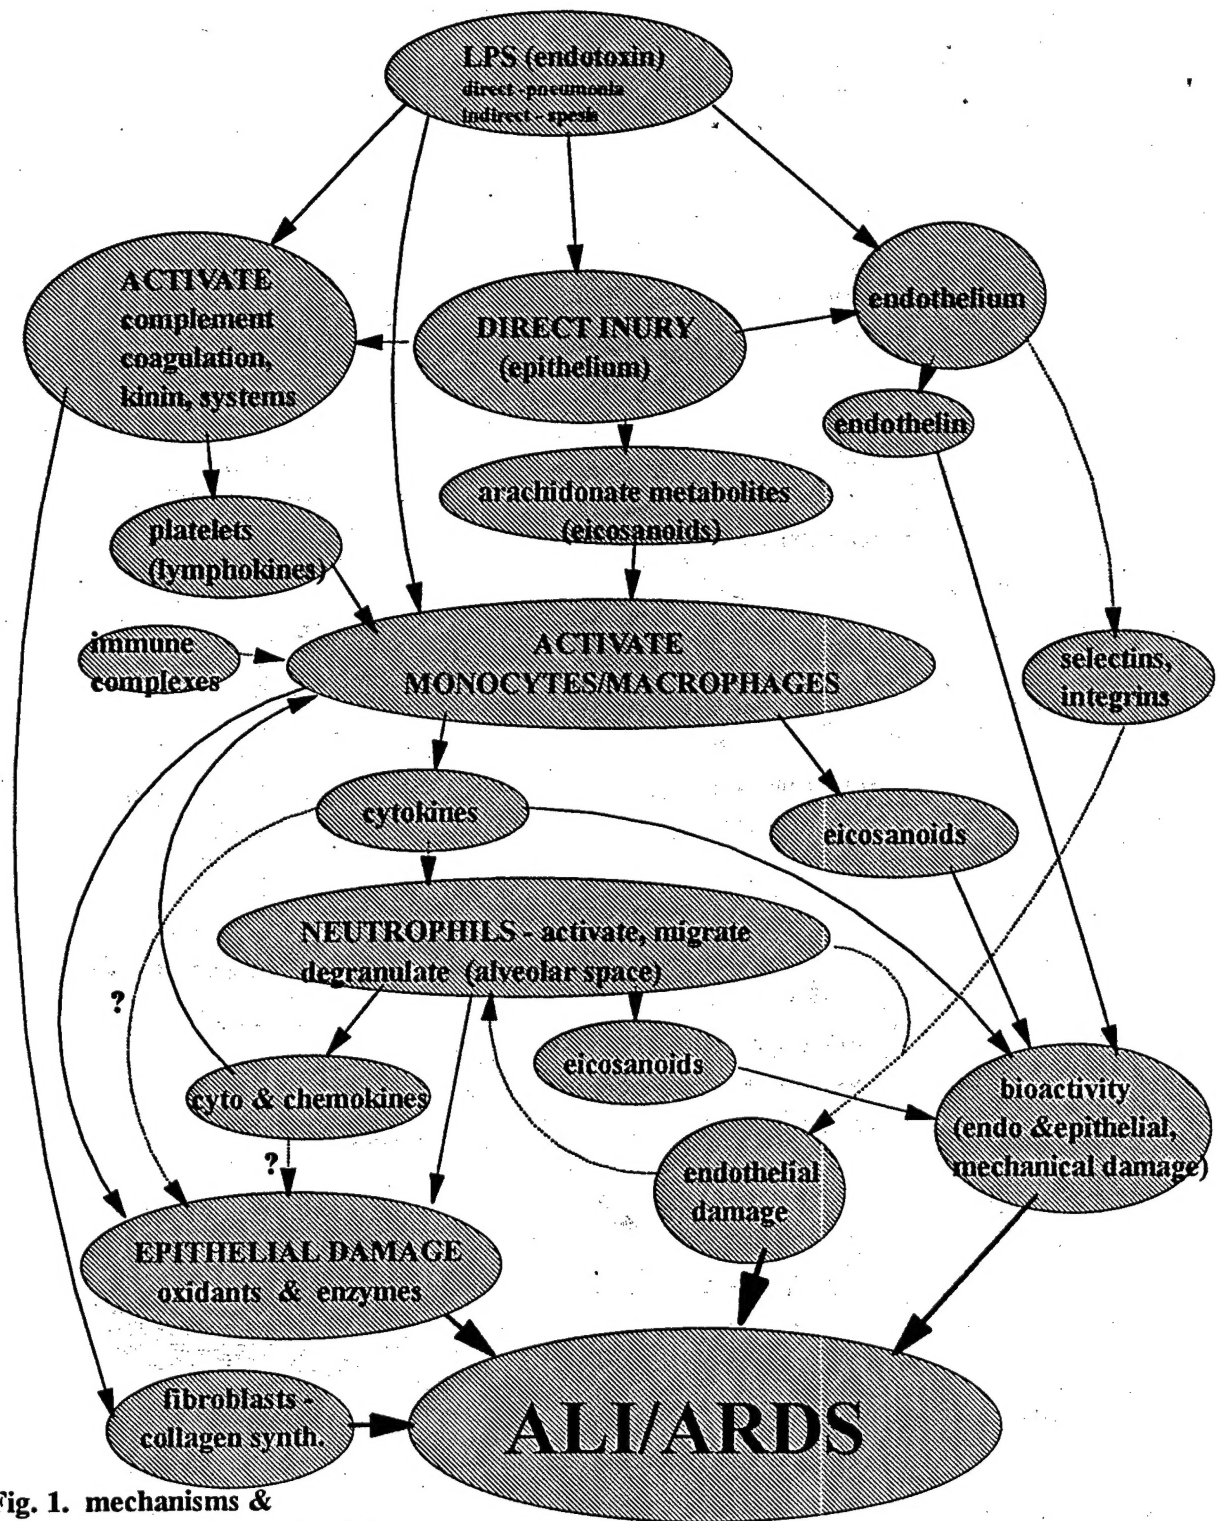 LPS (endotoxin)
direct -pneumonia
indirect - spesis
ACTIVATE
complement
coagulation,
kinin, systems
DIRECT INURY
(epithelium)
endothelium
endothelin
arachidonate metabolites
(eicosanoids)
platelets
(lymphokines)
immune
complexes
ACTIVATE
MONOCYTES/MACROPHAGES
selectins,
integrins
cytokines
eicosanoids
NEUTROPHILS - activate, migrate
degranulate (alveolar space)
?
eicosanoids
cyto & chemokines
bioactivity
(endo &epithelial,
mechanical damage)
?
endothelial
damage
EPITHELIAL DAMAGE
oxidants & enzymes
fibroblasts -
collagen synth.
ALI/ARDS
Fig. 1. mechanisms &